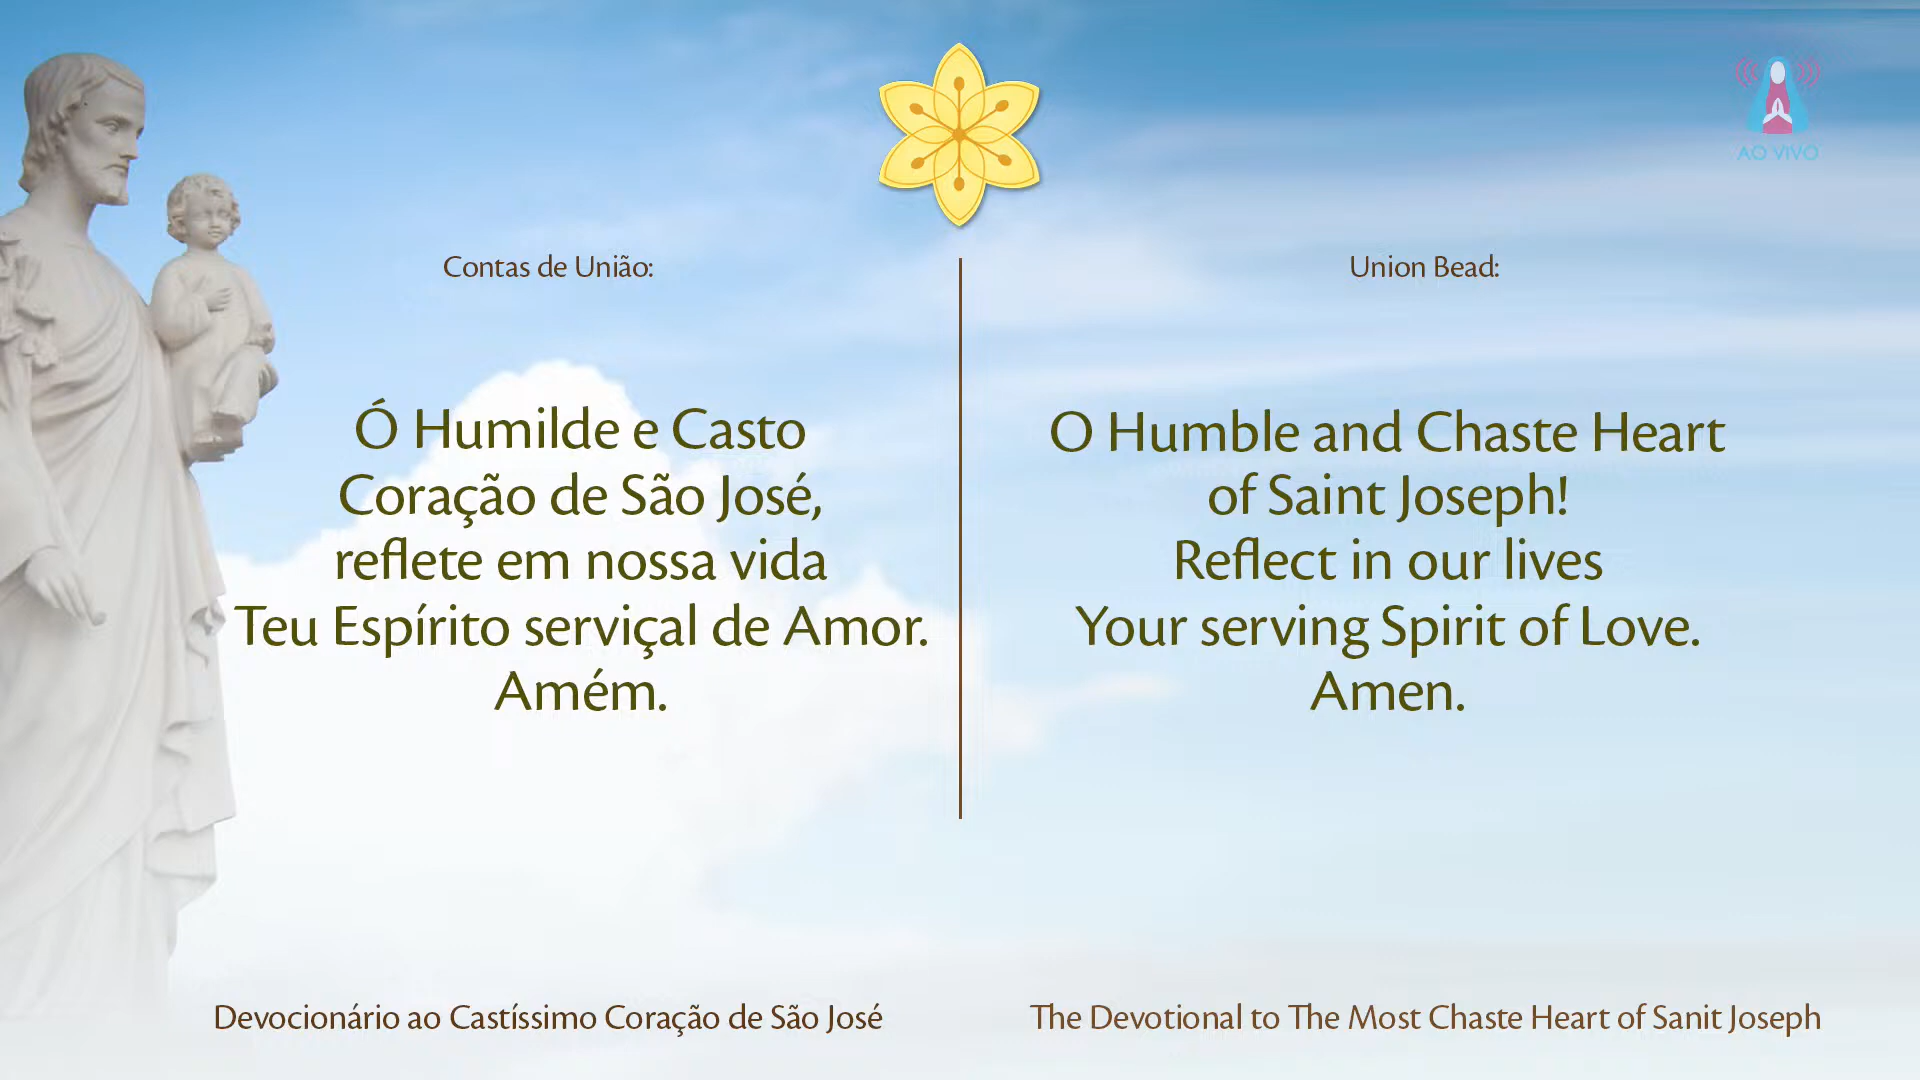 AO VIVO
Contas de União:
Ó Humilde e Casto
Coração de São José,
reflete em nossa vida
Teu Espírito serviçal de Amor.
Amém.
Union Bead:
O Humble and Chaste Heart
of Saint Joseph!
Reflect in our lives
Your serving Spirit of Love.
Amen.
Devocionário ao Castíssimo Coração de São José
The Devotional to The Most Chaste Heart of Sanit Joseph